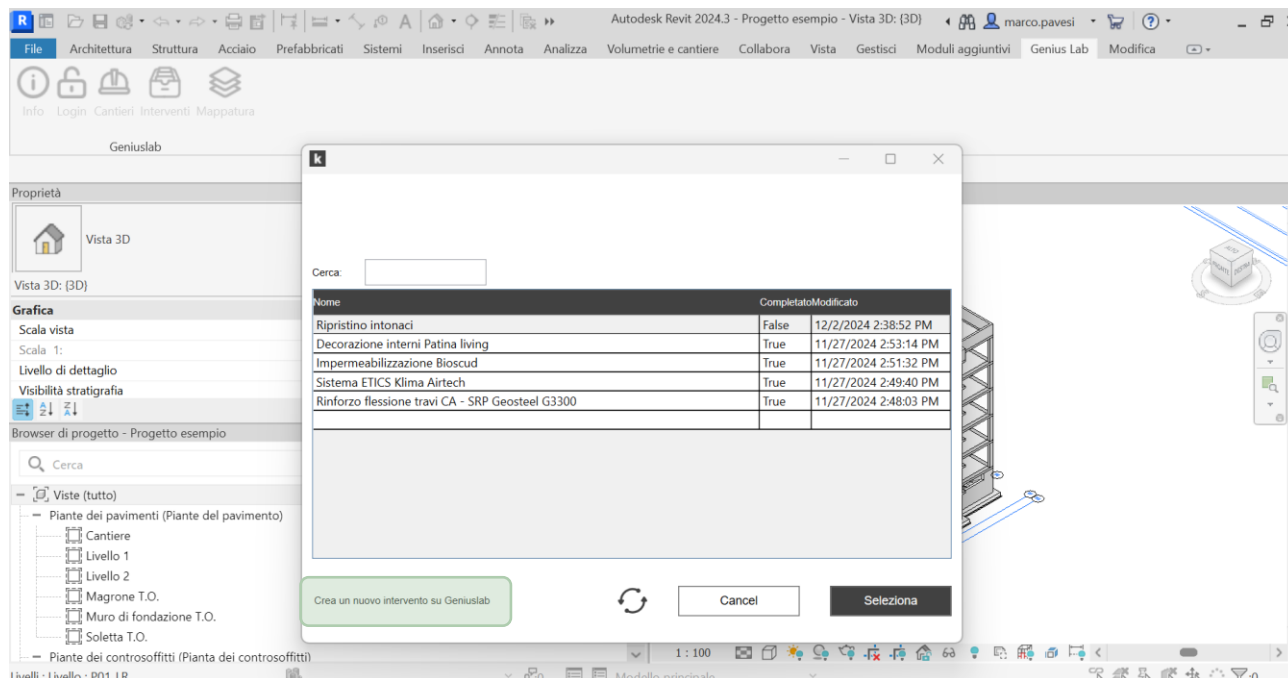 Autodesk Revit 2024.3 - Progetto esempio - Vista 3D: {3D}
marco.pavesi
File Architettura Struttura Acciaio Prefabbricati Sistemi Inserisci Annota Analizza Volumetrie e cantiere Collabora Vista Gestisci Moduli aggiuntivi Genius Lab Modifica
Info Login Cantieri Interventi Mappatura
Geniuslab
Proprietà
Vista 3D
Vista 3D: {3D}
Grafica
Scala vista
Scala 1:
Livello di dettaglio
Visibilità stratigrafia
Browser di progetto - Progetto esempio
Cerca
Viste (tutto)
Piante dei pavimenti (Piante del pavimento)
Cantiere
Livello 1
Livello 2
Magrone T.O.
Muro di fondazione T.O.
Soletta T.O.
Piante dei controsoffitti (Pianta dei controsoffitti)
Livelli : Livello : P01 LR
k
Cerca:
Nome Completato Modificato
Ripristino intonaci False 12/2/2024 2:38:52 PM
Decorazione interni Patina living True 11/27/2024 2:53:14 PM
Impermeabilizzazione Bioscud True 11/27/2024 2:51:32 PM
Sistema ETICS Klima Airtech True 11/27/2024 2:49:40 PM
Rinforzo flessione travi CA - SRP Geosteel G3300 True 11/27/2024 2:48:03 PM
Crea un nuovo intervento su Geniuslab
Cancel
Seleziona
1 : 100
Modello principale
:0